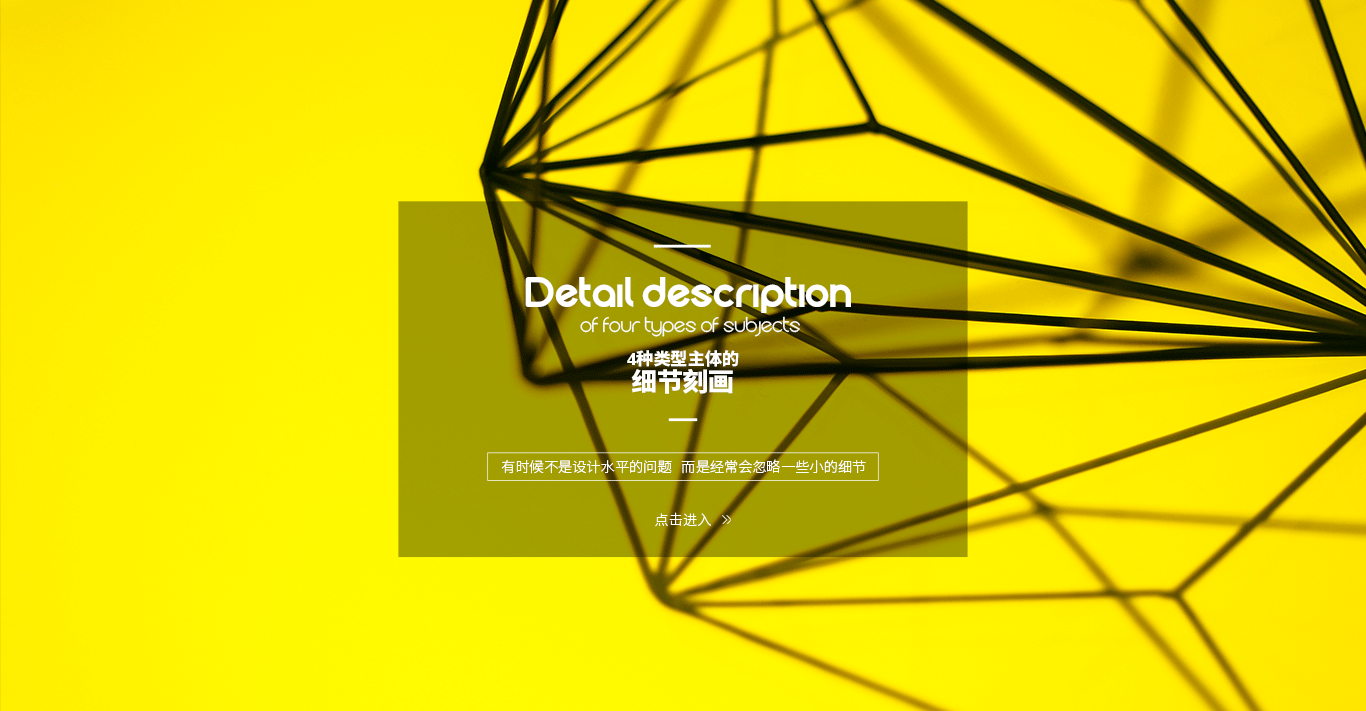 Detail description
of four types of subjects
4种类型主体的
细节刻画
有时候不是设计水平的问题 而是经常会忽略一些小的细节
点击进入 »